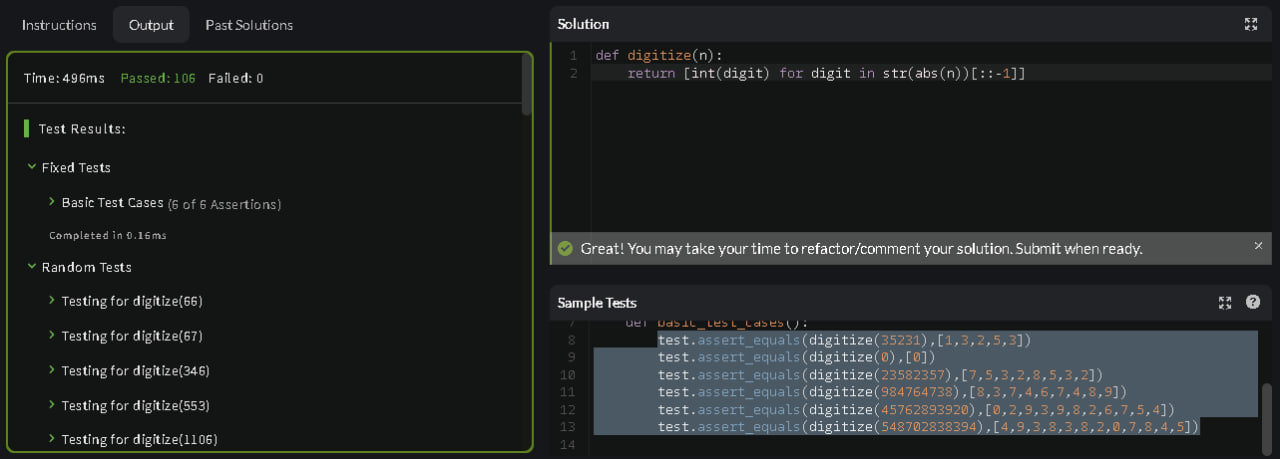 Instructions
Output
Past Solutions
Time: 496ms Passed: 106 Failed: 0
Test Results:
Fixed Tests
Basic Test Cases (6 of 6 Assertions)
Completed in 0.16ms
Random Tests
Testing for digitize(66)
Testing for digitize(67)
Testing for digitize(346)
Testing for digitize(553)
Testing for digitize(1106)
Solution
1 def digitize(n):
2 return [int(digit) for digit in str(abs(n))[::-1]]
Great! You may take your time to refactor/comment your solution. Submit when ready.
Sample Tests
7 def basic_test_cases():
8 test.assert_equals(digitize(35231),[1,3,2,5,3])
9 test.assert_equals(digitize(0),[0])
10 test.assert_equals(digitize(23582357),[7,5,3,2,8,5,3,2])
11 test.assert_equals(digitize(984764738),[8,3,7,4,6,7,4,8,9])
12 test.assert_equals(digitize(45762893920),[0,2,9,3,9,8,2,6,7,5,4])
13 test.assert_equals(digitize(548702838394),[4,9,3,8,3,8,2,0,7,8,4,5])
14